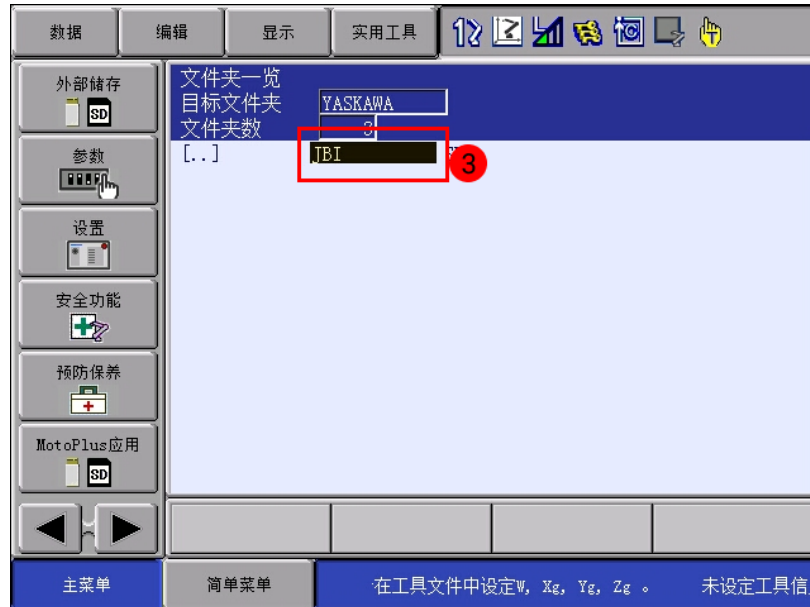 数据 编辑 显示 实用工具
外部储存
SD
参数
设置
安全功能
预防保养
MotoPlus应用
SD
文件夹一览
目标文件夹 YASKAWA
文件夹数 3
[..] JBI
3
主菜单 简单菜单 在工具文件中设定W, Xg, Yg, Zg 。 未设定工具信